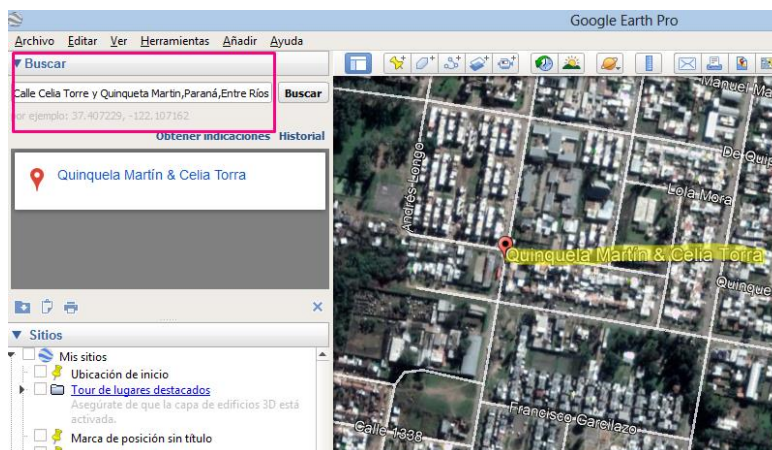 Google Earth Pro
Archivo Editar Ver Herramientas Añadir Ayuda
▼ Buscar
Calle Celia Torre y Quinqueta Martin,Paraná,Entre Ríos
Buscar
por ejemplo: 37.407229, -122.107162
Obtener indicaciones Historial
Quinquela Martín & Celia Torra
▼ Sitios
Mis sitios
Ubicación de inicio
Tour de lugares destacados
Asegúrate de que la capa de edificios 3D está
activada.
Marca de posición sin título
Manuel Ma
De Qui
Andrés Longo
Lola Mora
Quinquela Martín & Celia Torra
Quinque
Francisco Garcilazo
Calle 1338